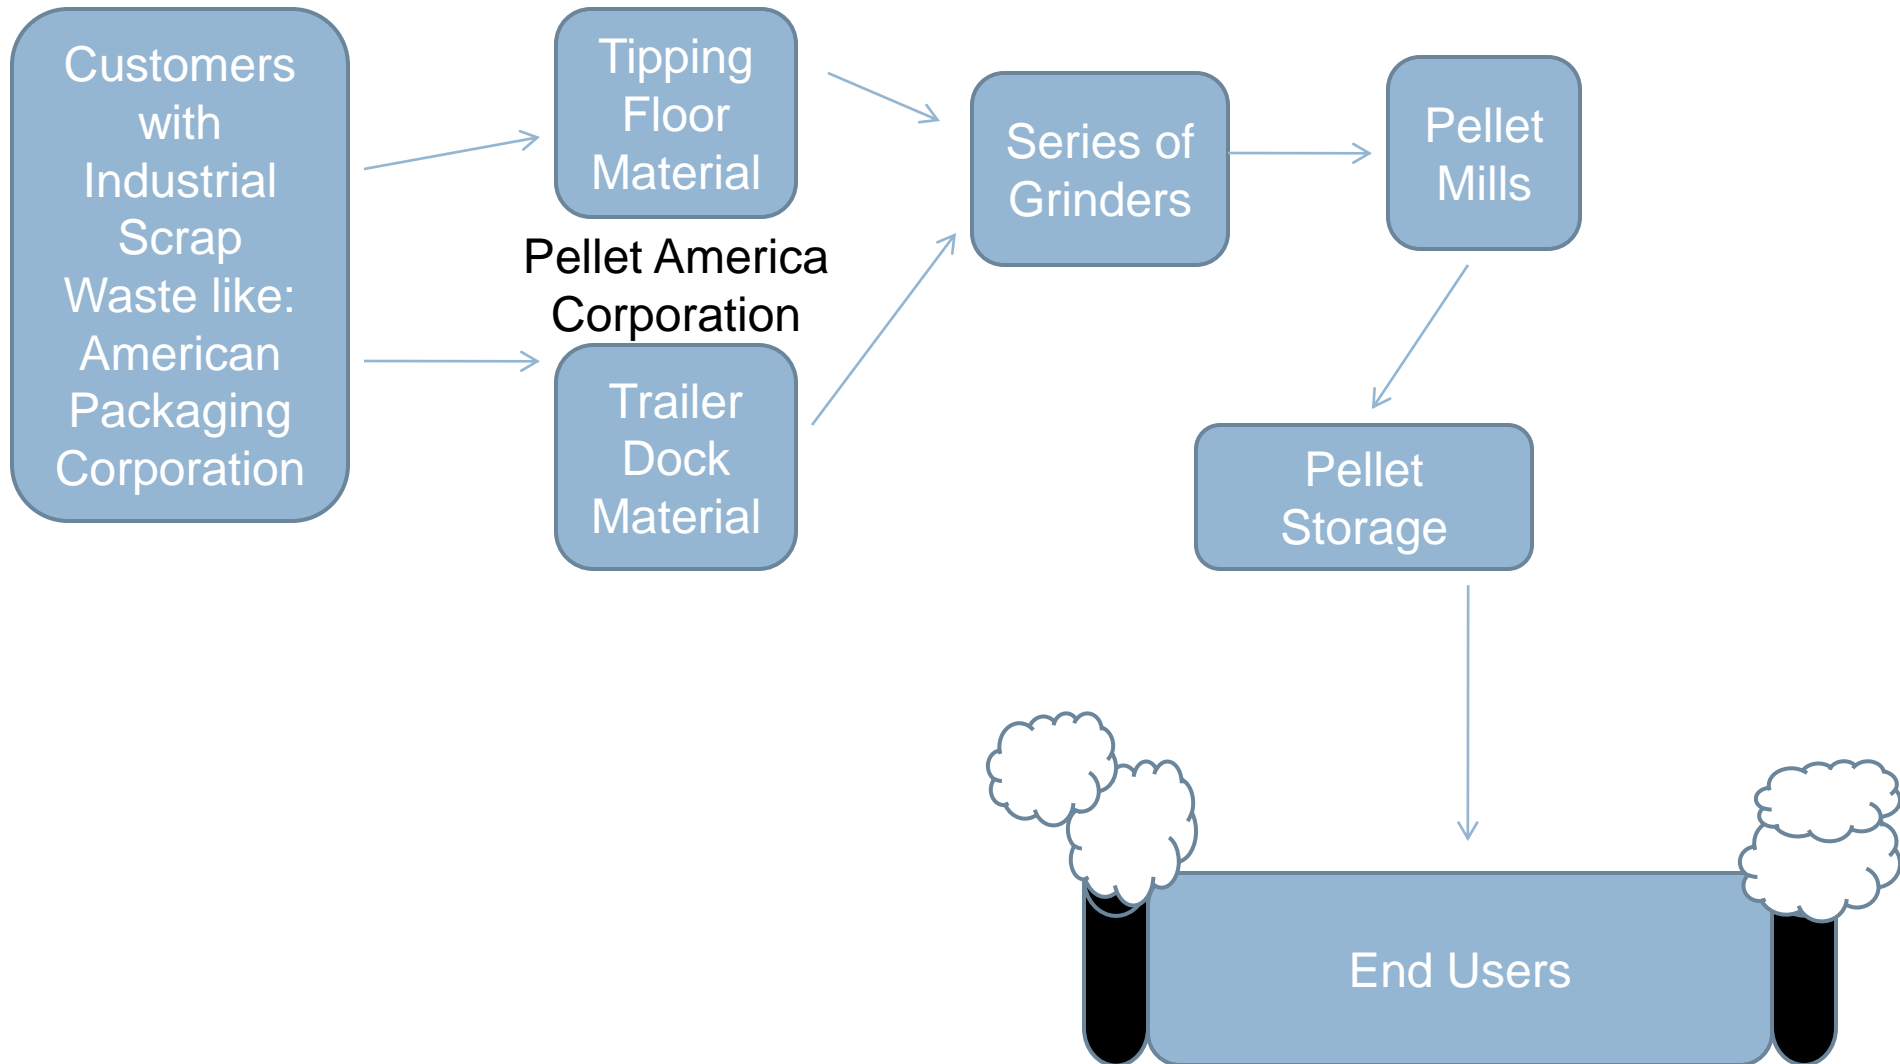 Customers
with
Industrial
Scrap
Waste like:
American
Packaging
Corporation
Tipping
Floor
Material
Pellet America
Corporation
Trailer
Dock
Material
Series of
Grinders
Pellet
Mills
Pellet
Storage
End Users